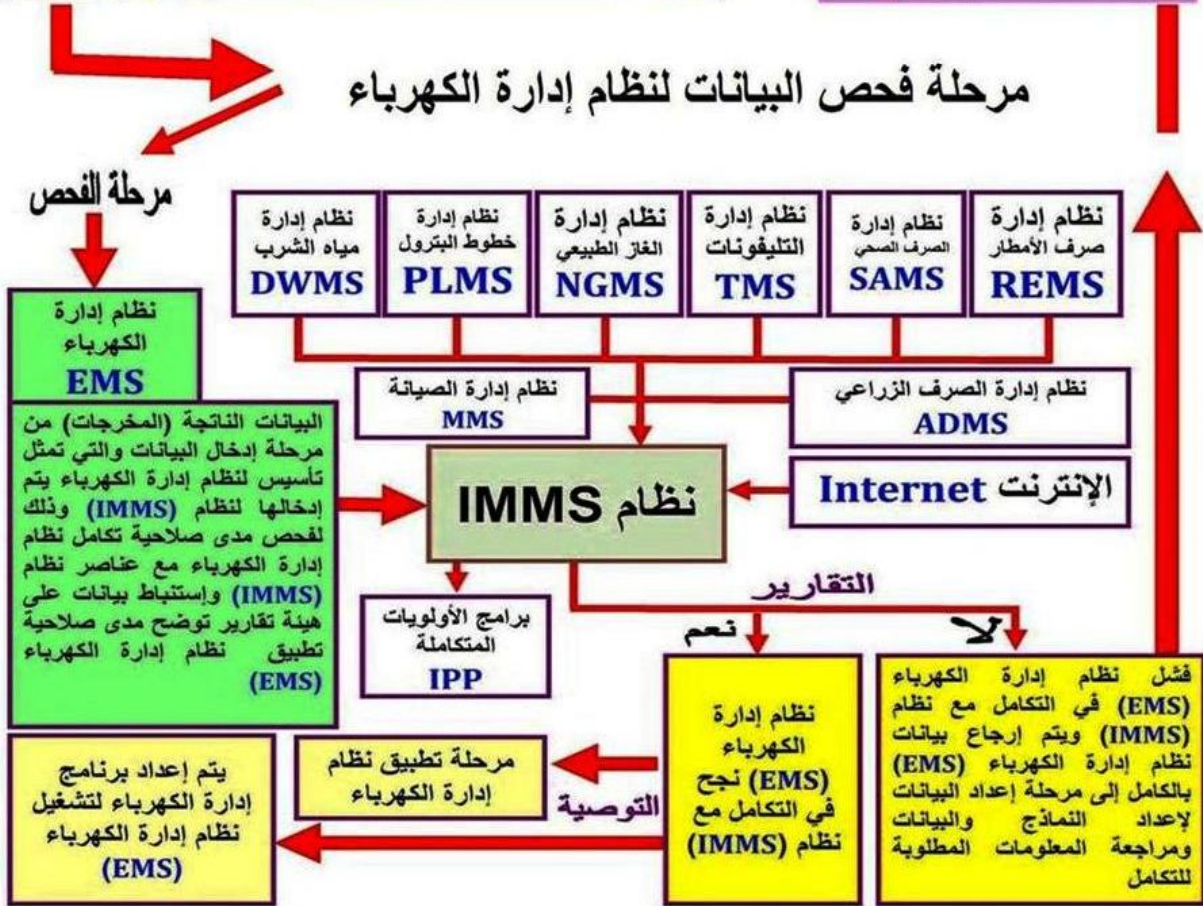 مرحلة فحص البيانات لنظام إدارة الكهرباء
مرحلة الفحص
نظام إدارة
صرف الأمطار
REMS
نظام إدارة
الصرف الصحي
SAMS
نظام إدارة
التليفونات
TMS
نظام إدارة
الغاز الطبيعي
NGMS
نظام إدارة
خطوط البترول
PLMS
نظام إدارة
مياه الشرب
DWMS
نظام إدارة
الكهرباء
EMS
نظام إدارة الصرف الزراعي
ADMS
نظام إدارة الصيانة
MMS
البيانات الناتجة (المخرجات) من
مرحلة إدخال البيانات والتي تمثل
تأسيس لنظام إدارة الكهرباء يتم
إدخالها لنظام (IMMS) وذلك
لفحص مدى صلاحية تكامل نظام
إدارة الكهرباء مع عناصر نظام
(IMMS) وإستنباط بيانات على
هيئة تقارير توضح مدى صلاحية
تطبيق نظام إدارة الكهرباء
(EMS)
نظام IMMS
الإنترنت Internet
التقارير
برامج الأولويات
المتكاملة
IPP
نعم
لا
فشل نظام إدارة الكهرباء
(EMS) في التكامل مع نظام
(IMMS) ويتم إرجاع بيانات
نظام إدارة الكهرباء (EMS)
بالكامل إلى مرحلة إعداد البيانات
لإعداد النماذج والبيانات
ومراجعة المعلومات المطلوبة
للتكامل
نظام إدارة
الكهرباء
(EMS) نجح
في التكامل مع
نظام (IMMS)
مرحلة تطبيق نظام
إدارة الكهرباء
التوصية
يتم إعداد برنامج
إدارة الكهرباء لتشغيل
نظام إدارة الكهرباء
(EMS)